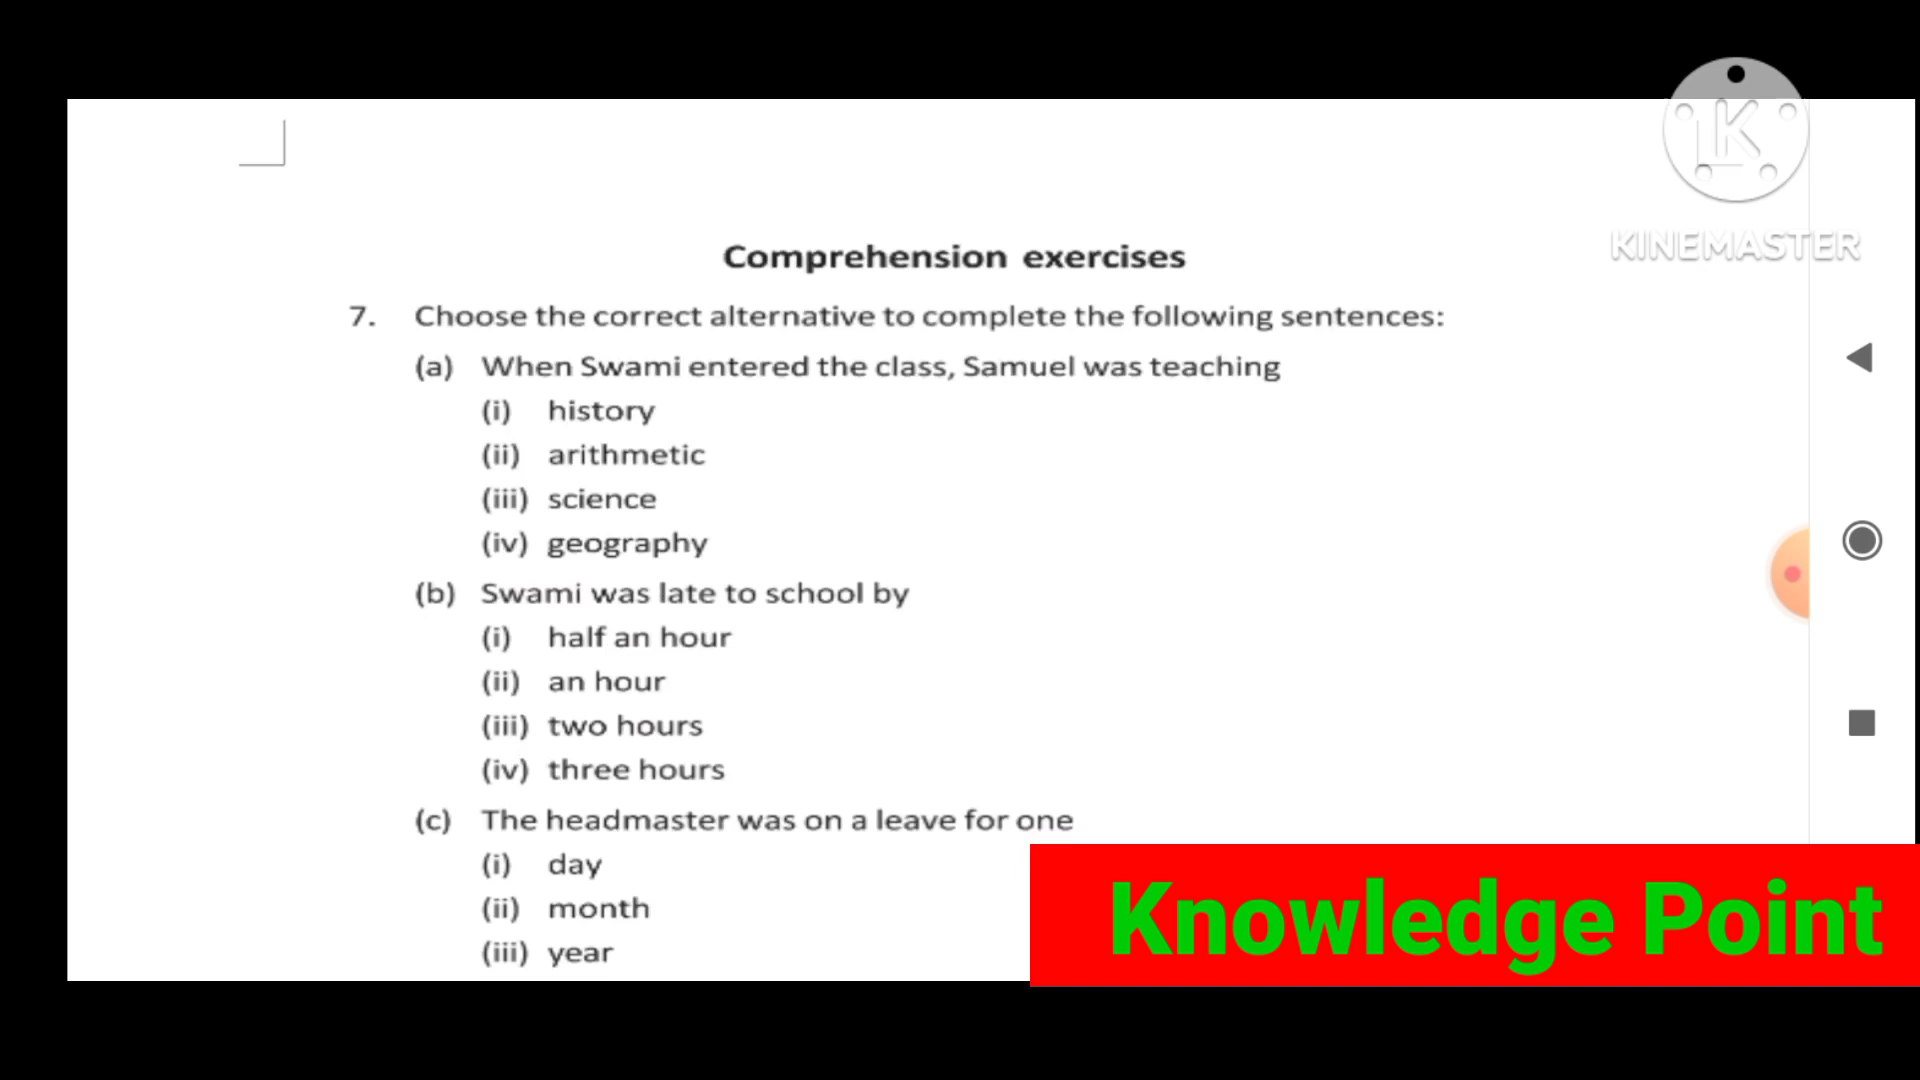 KINEMASTER
Comprehension exercises
7. Choose the correct alternative to complete the following sentences:
(a) When Swami entered the class, Samuel was teaching
(i) history
(ii) arithmetic
(iii) science
(iv) geography
(b) Swami was late to school by
(i) half an hour
(ii) an hour
(iii) two hours
(iv) three hours
(c) The headmaster was on a leave for one
(i) day
(ii) month
(iii) year
Knowledge Point